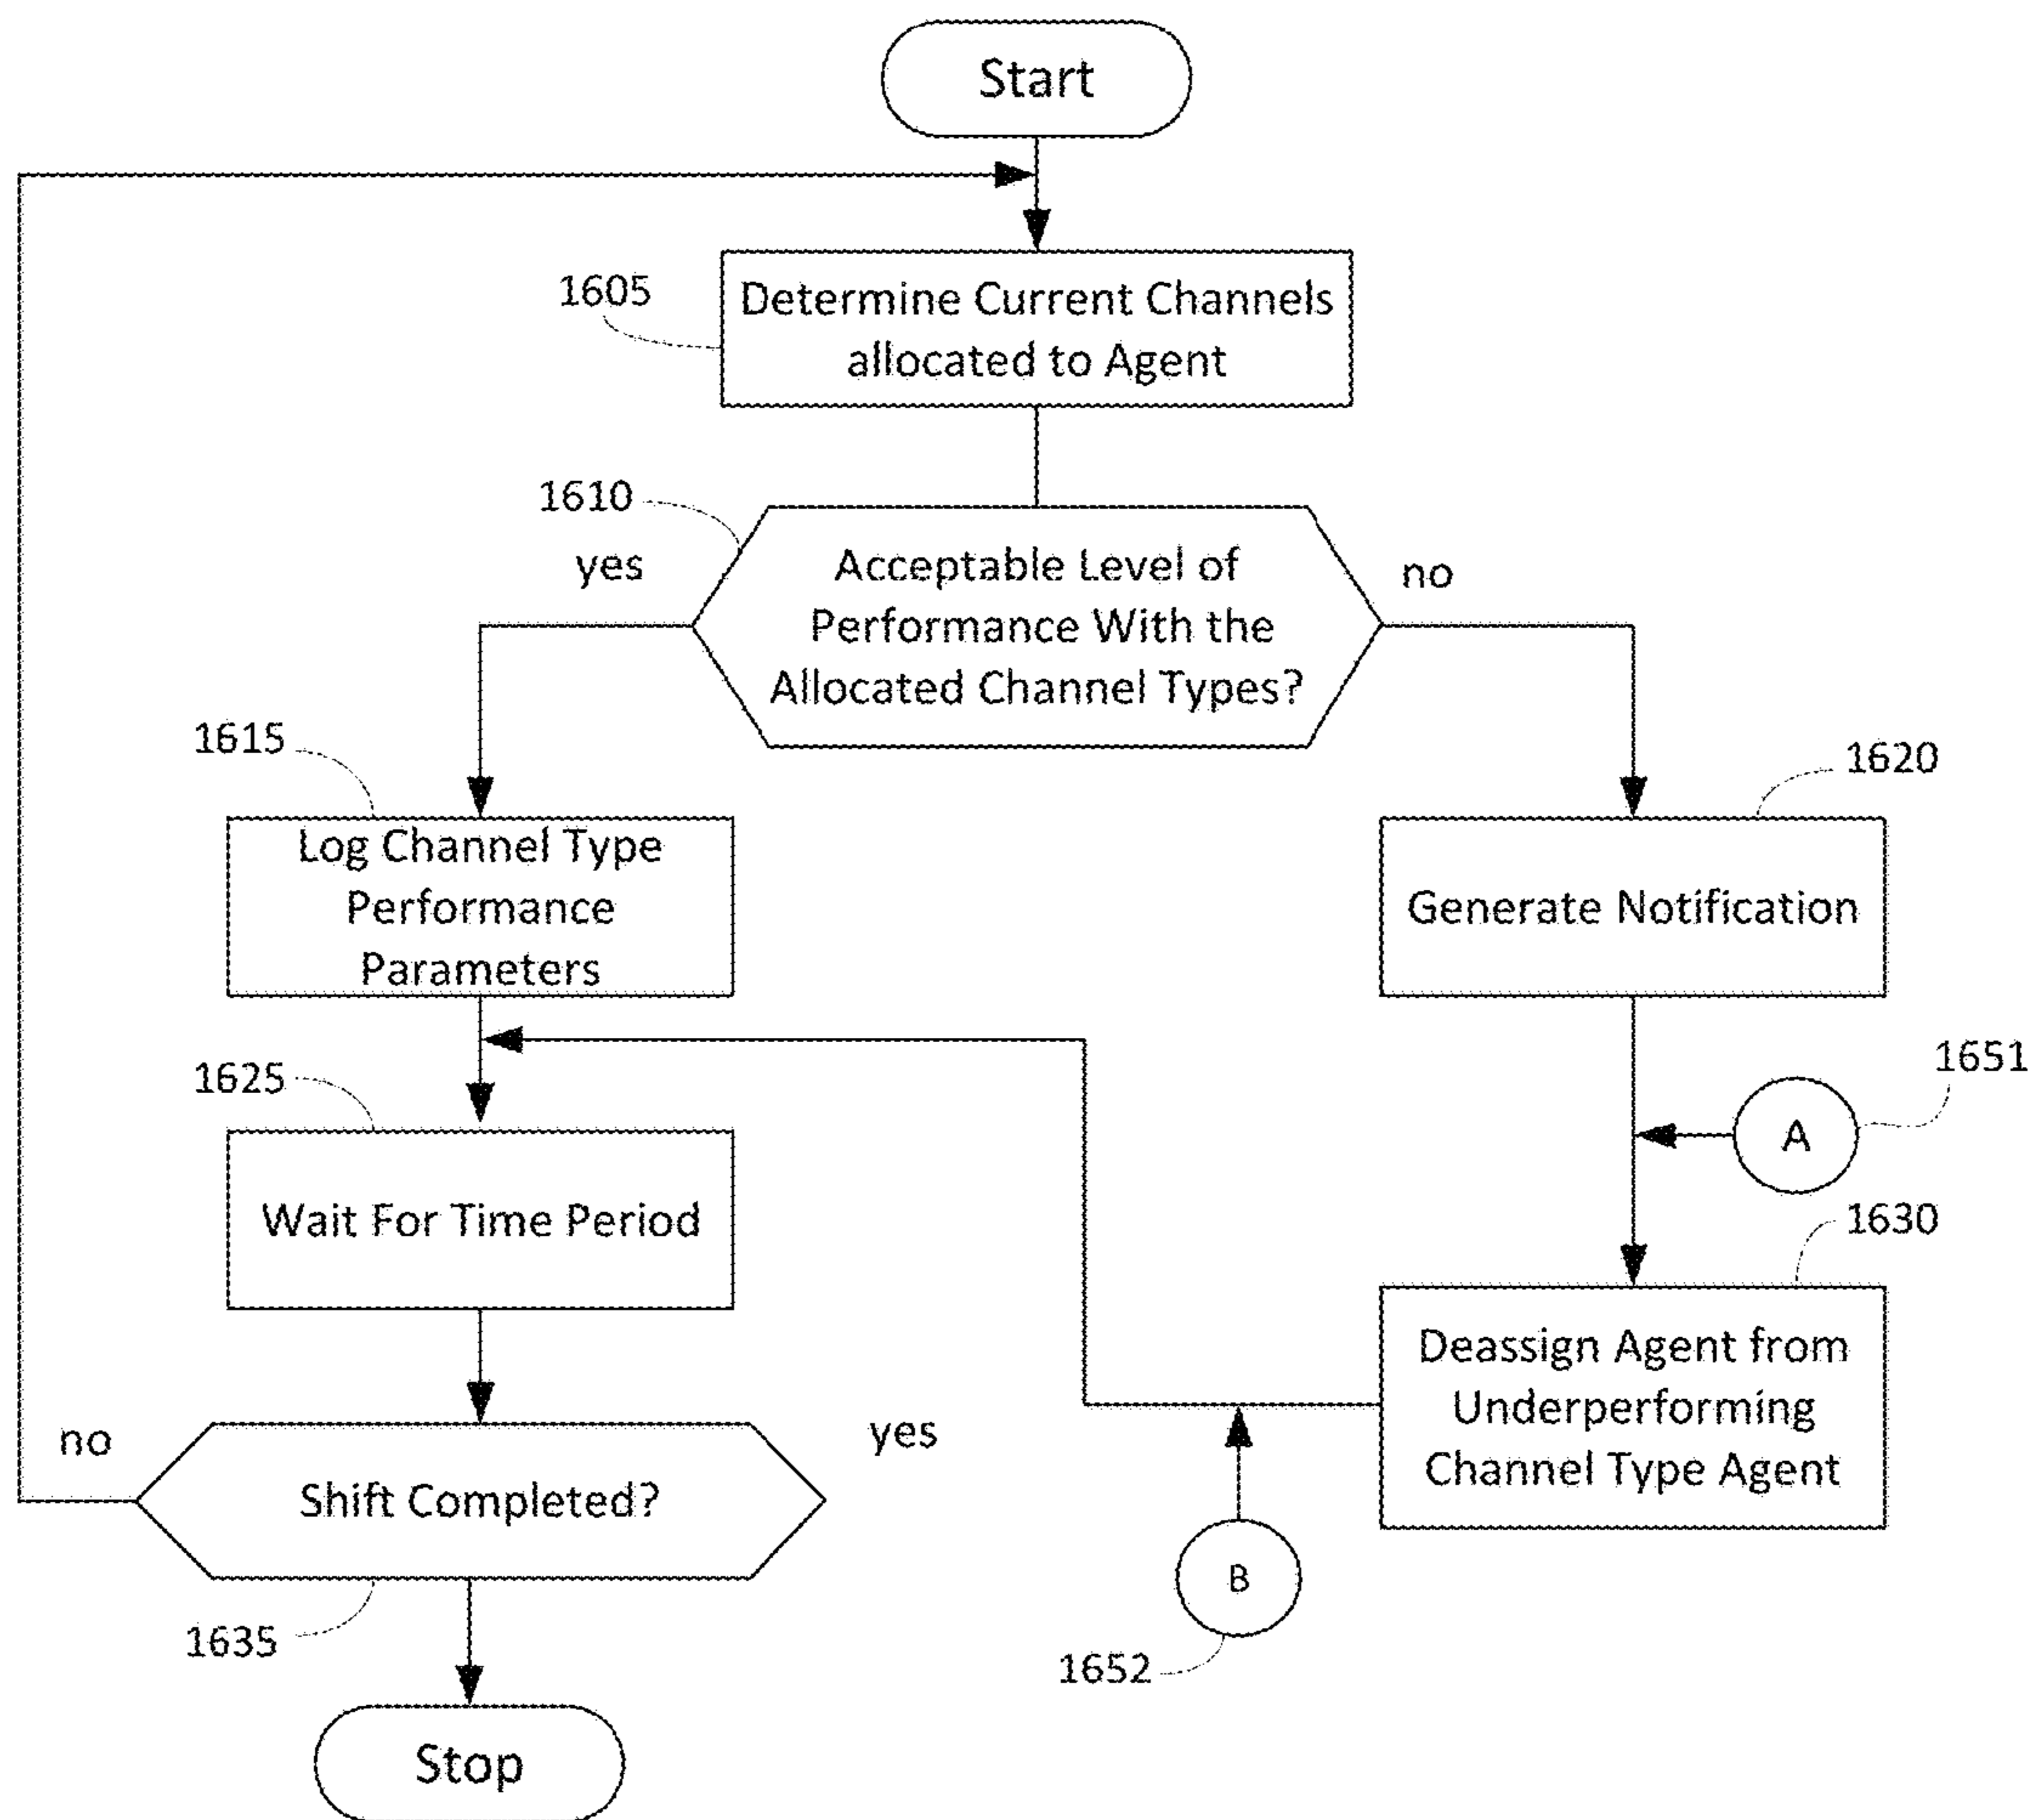 Start
1605
Determine Current Channels
allocated to Agent
1610
yes
Acceptable Level of
Performance With the
Allocated Channel Types?
no
1615
Log Channel Type
Performance
Parameters
1620
Generate Notification
1651
A
1625
Wait For Time Period
1630
Deassign Agent from
Underperforming
Channel Type Agent
no
Shift Completed?
yes
1635
B
1652
Stop